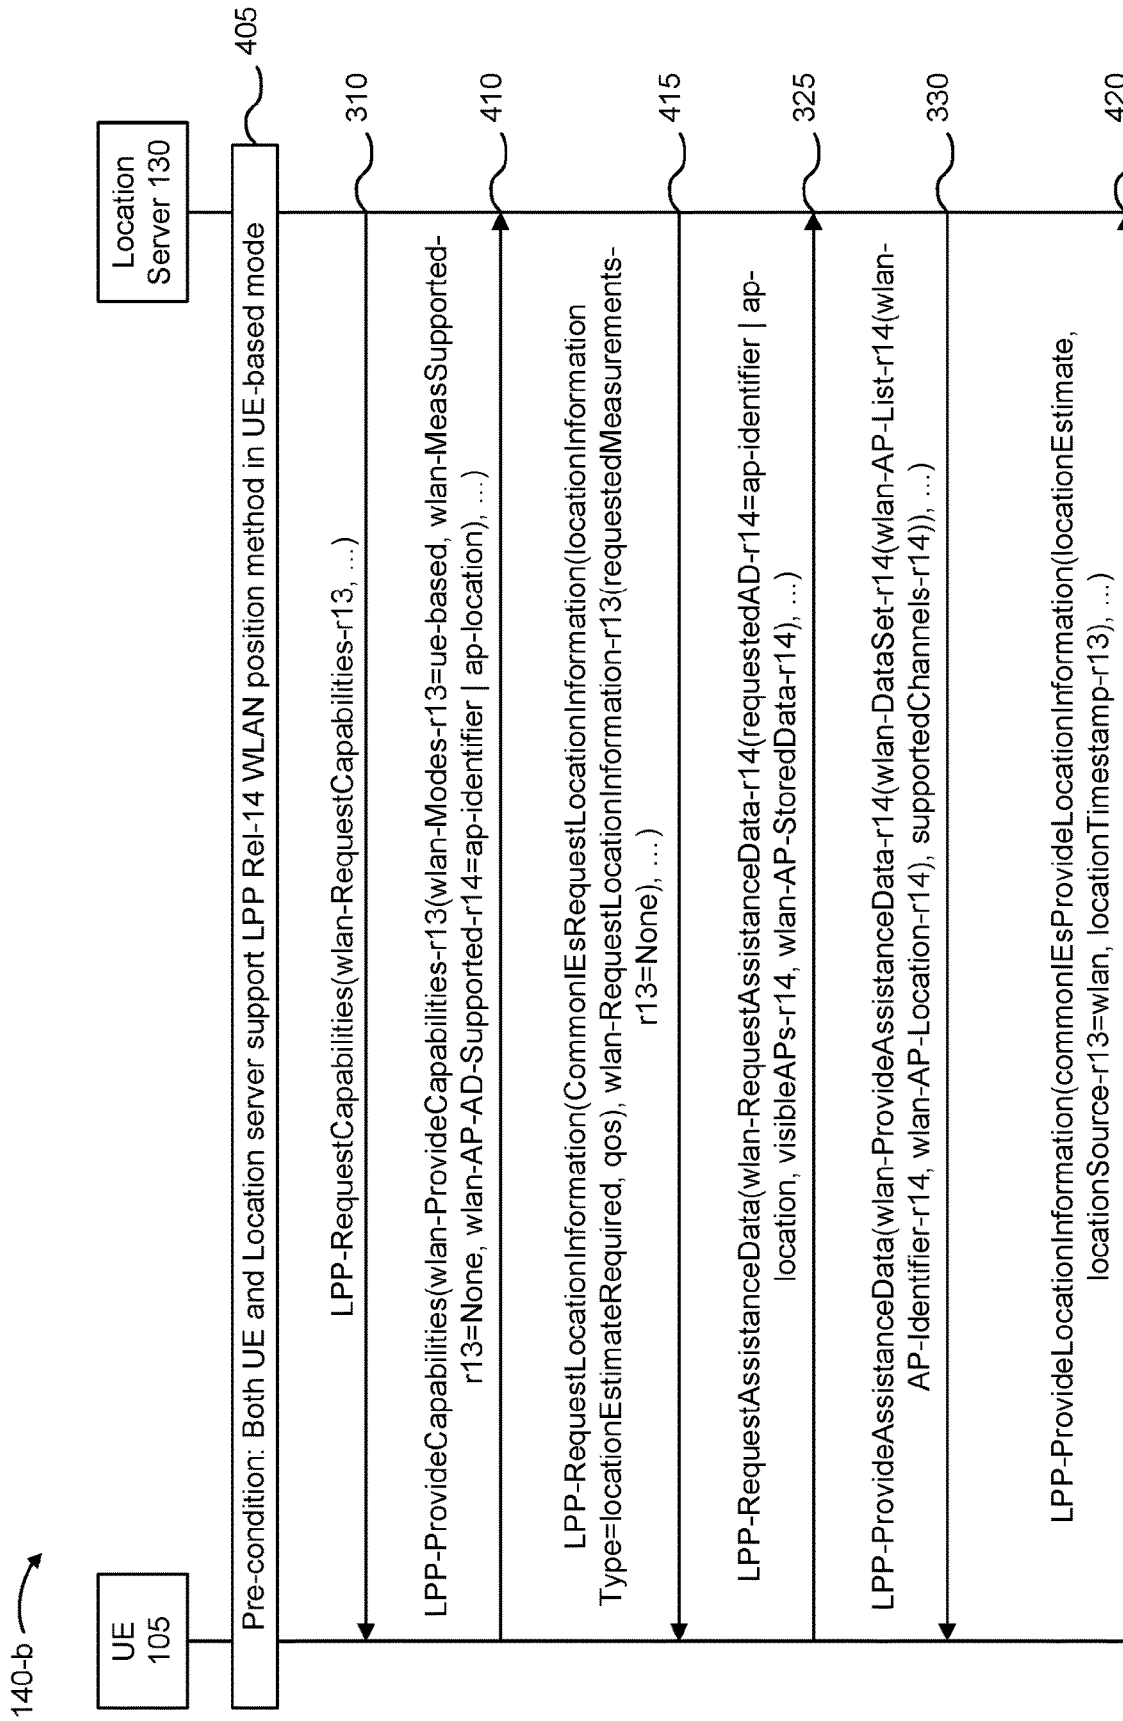 140-b
UE
105
Location
Server 130
Pre-condition: Both UE and Location server support LPP Rel-14 WLAN position method in UE-based mode
405
LPP-RequestCapabilities(wlan-RequestCapabilities-r13, ...)
310
LPP-ProvideCapabilities(wlan-ProvideCapabilities-r13(wlan-Modes-r13=ue-based, wlan-MeasSupported-
r13=None, wlan-AP-AD-Supported-r14=ap-identifier | ap-location), ...)
410
LPP-RequestLocationInformation(CommonIEsRequestLocationInformation(locationInformation
Type=locationEstimateRequired, qos), wlan-RequestLocationInformation-r13(requestedMeasurements-
r13=None), ...)
415
LPP-RequestAssistanceData(wlan-RequestAssistanceData-r14(requestedAD-r14=ap-identifier | ap-
location, visibleAPs-r14, wlan-AP-StoredData-r14), ...)
325
LPP-ProvideAssistanceData(wlan-ProvideAssistanceData-r14(wlan-DataSet-r14(wlan-AP-List-r14(wlan-
AP-Identifier-r14, wlan-AP-Location-r14), supportedChannels-r14)), ...)
330
LPP-ProvideLocationInformation(commonIEsProvideLocationInformation(locationEstimate,
locationSource-r13=wlan, locationTimestamp-r13), ...)
420